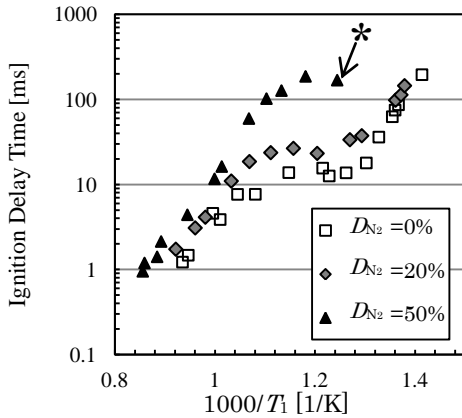 1000
100
10
1
0.1
Ignition Delay Time [ms]
*
D_N2 =0%
D_N2 =20%
D_N2 =50%
0.8
1
1.2
1.4
1000/T1 [1/K]